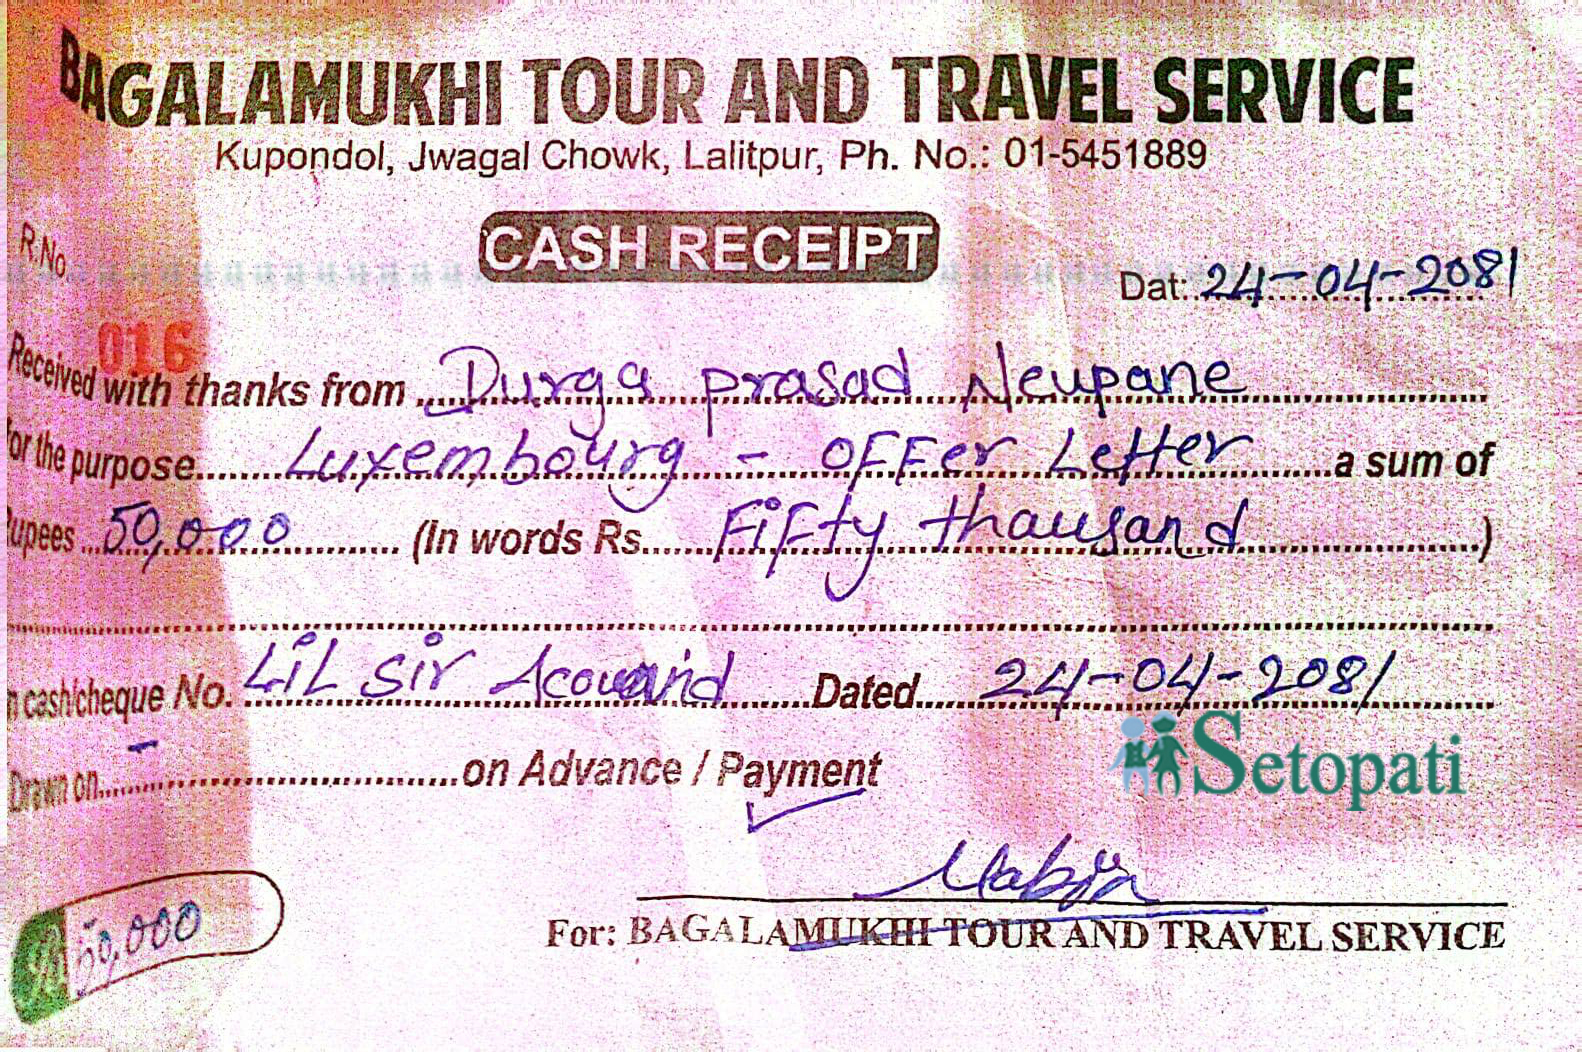 BAGALAMUKHI TOUR AND TRAVEL SERVICE
Kupondol, Jwagal Chowk, Lalitpur, Ph. No.: 01-5451889
CASH RECEIPT
R.No.
Dat: 24-04-2081
016
Received with thanks from Durga prasad Neupane
for the purpose Luxembourg - OFFer Letter a sum of
Rupees 50,000 (In words Rs. FiFty thausand )
In cash/cheque No. LiL Sir Dated 24-04-2081
Drawn on - on Advance / Payment
Setopati
For: BAGALAMUKHI TOUR AND TRAVEL SERVICE
50,000